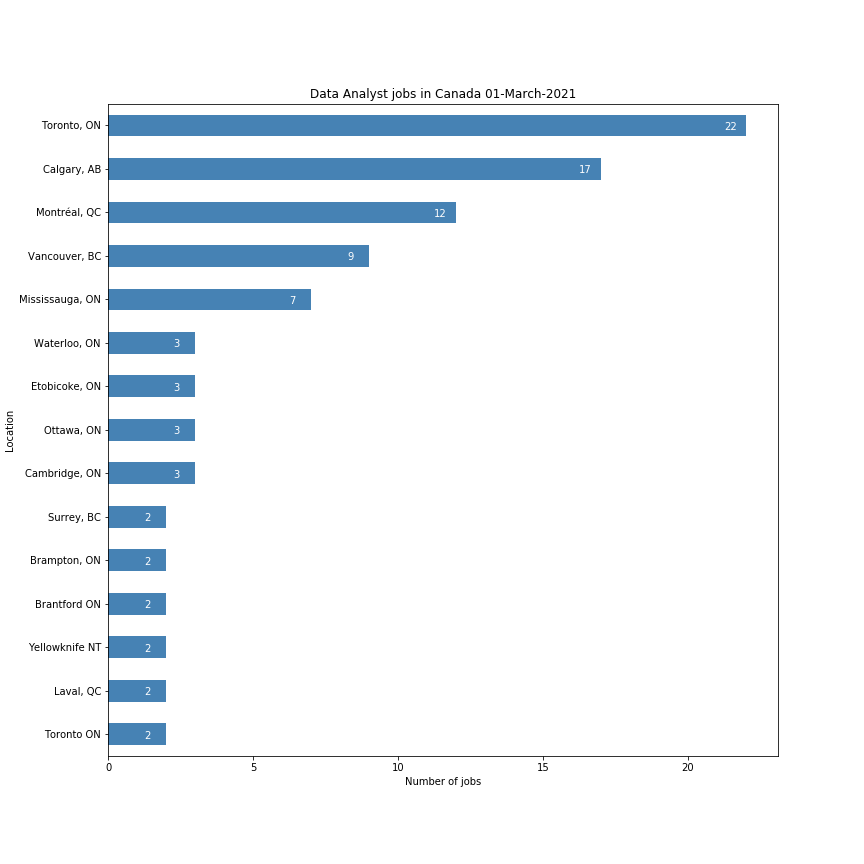 Data Analyst jobs in Canada 01-March-2021
Toronto, ON 22
Calgary, AB 17
Montréal, QC 12
Vancouver, BC 9
Mississauga, ON 7
Waterloo, ON 3
Etobicoke, ON 3
Ottawa, ON 3
Cambridge, ON 3
Surrey, BC 2
Brampton, ON 2
Brantford ON 2
Yellowknife NT 2
Laval, QC 2
Toronto ON 2
Location
0 5 10 15 20
Number of jobs